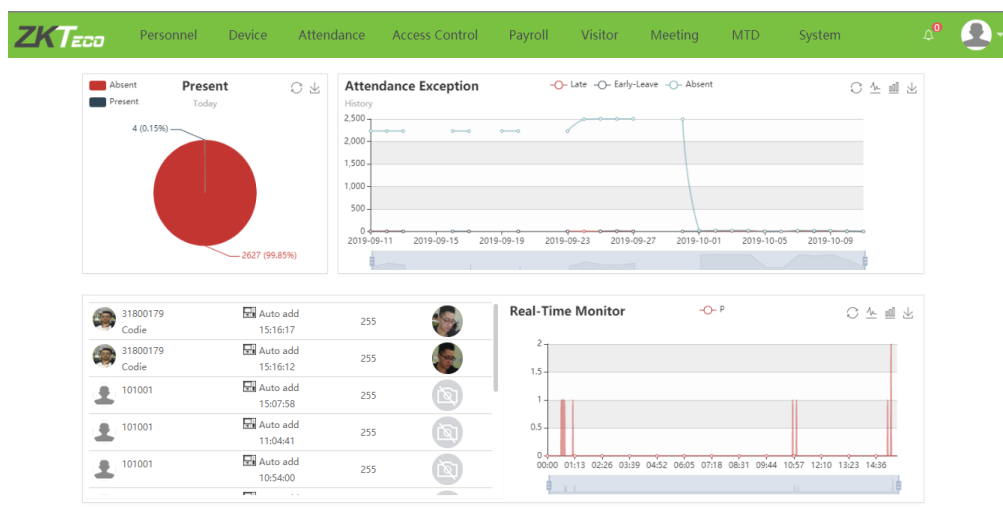 ZKTeco Personnel Device Attendance Access Control Payroll Visitor Meeting MTD System 0
Absent
Present
Present
Today
4 (0.15%)
2627 (99.85%)
Attendance Exception
History
Late Early-Leave Absent
2,500
2,000
1,500
1,000
500
0
2019-09-11 2019-09-15 2019-09-19 2019-09-23 2019-09-27 2019-10-01 2019-10-05 2019-10-09
31800179 Auto add
Codie 15:16:17 255
31800179 Auto add
Codie 15:16:12 255
101001 Auto add
15:07:58 255
101001 Auto add
11:04:41 255
101001 Auto add
10:54:00 255
Real-Time Monitor P
2
1.5
1
0.5
0
00:00 01:13 02:26 03:39 04:52 06:05 07:18 08:31 09:44 10:57 12:10 13:23 14:36